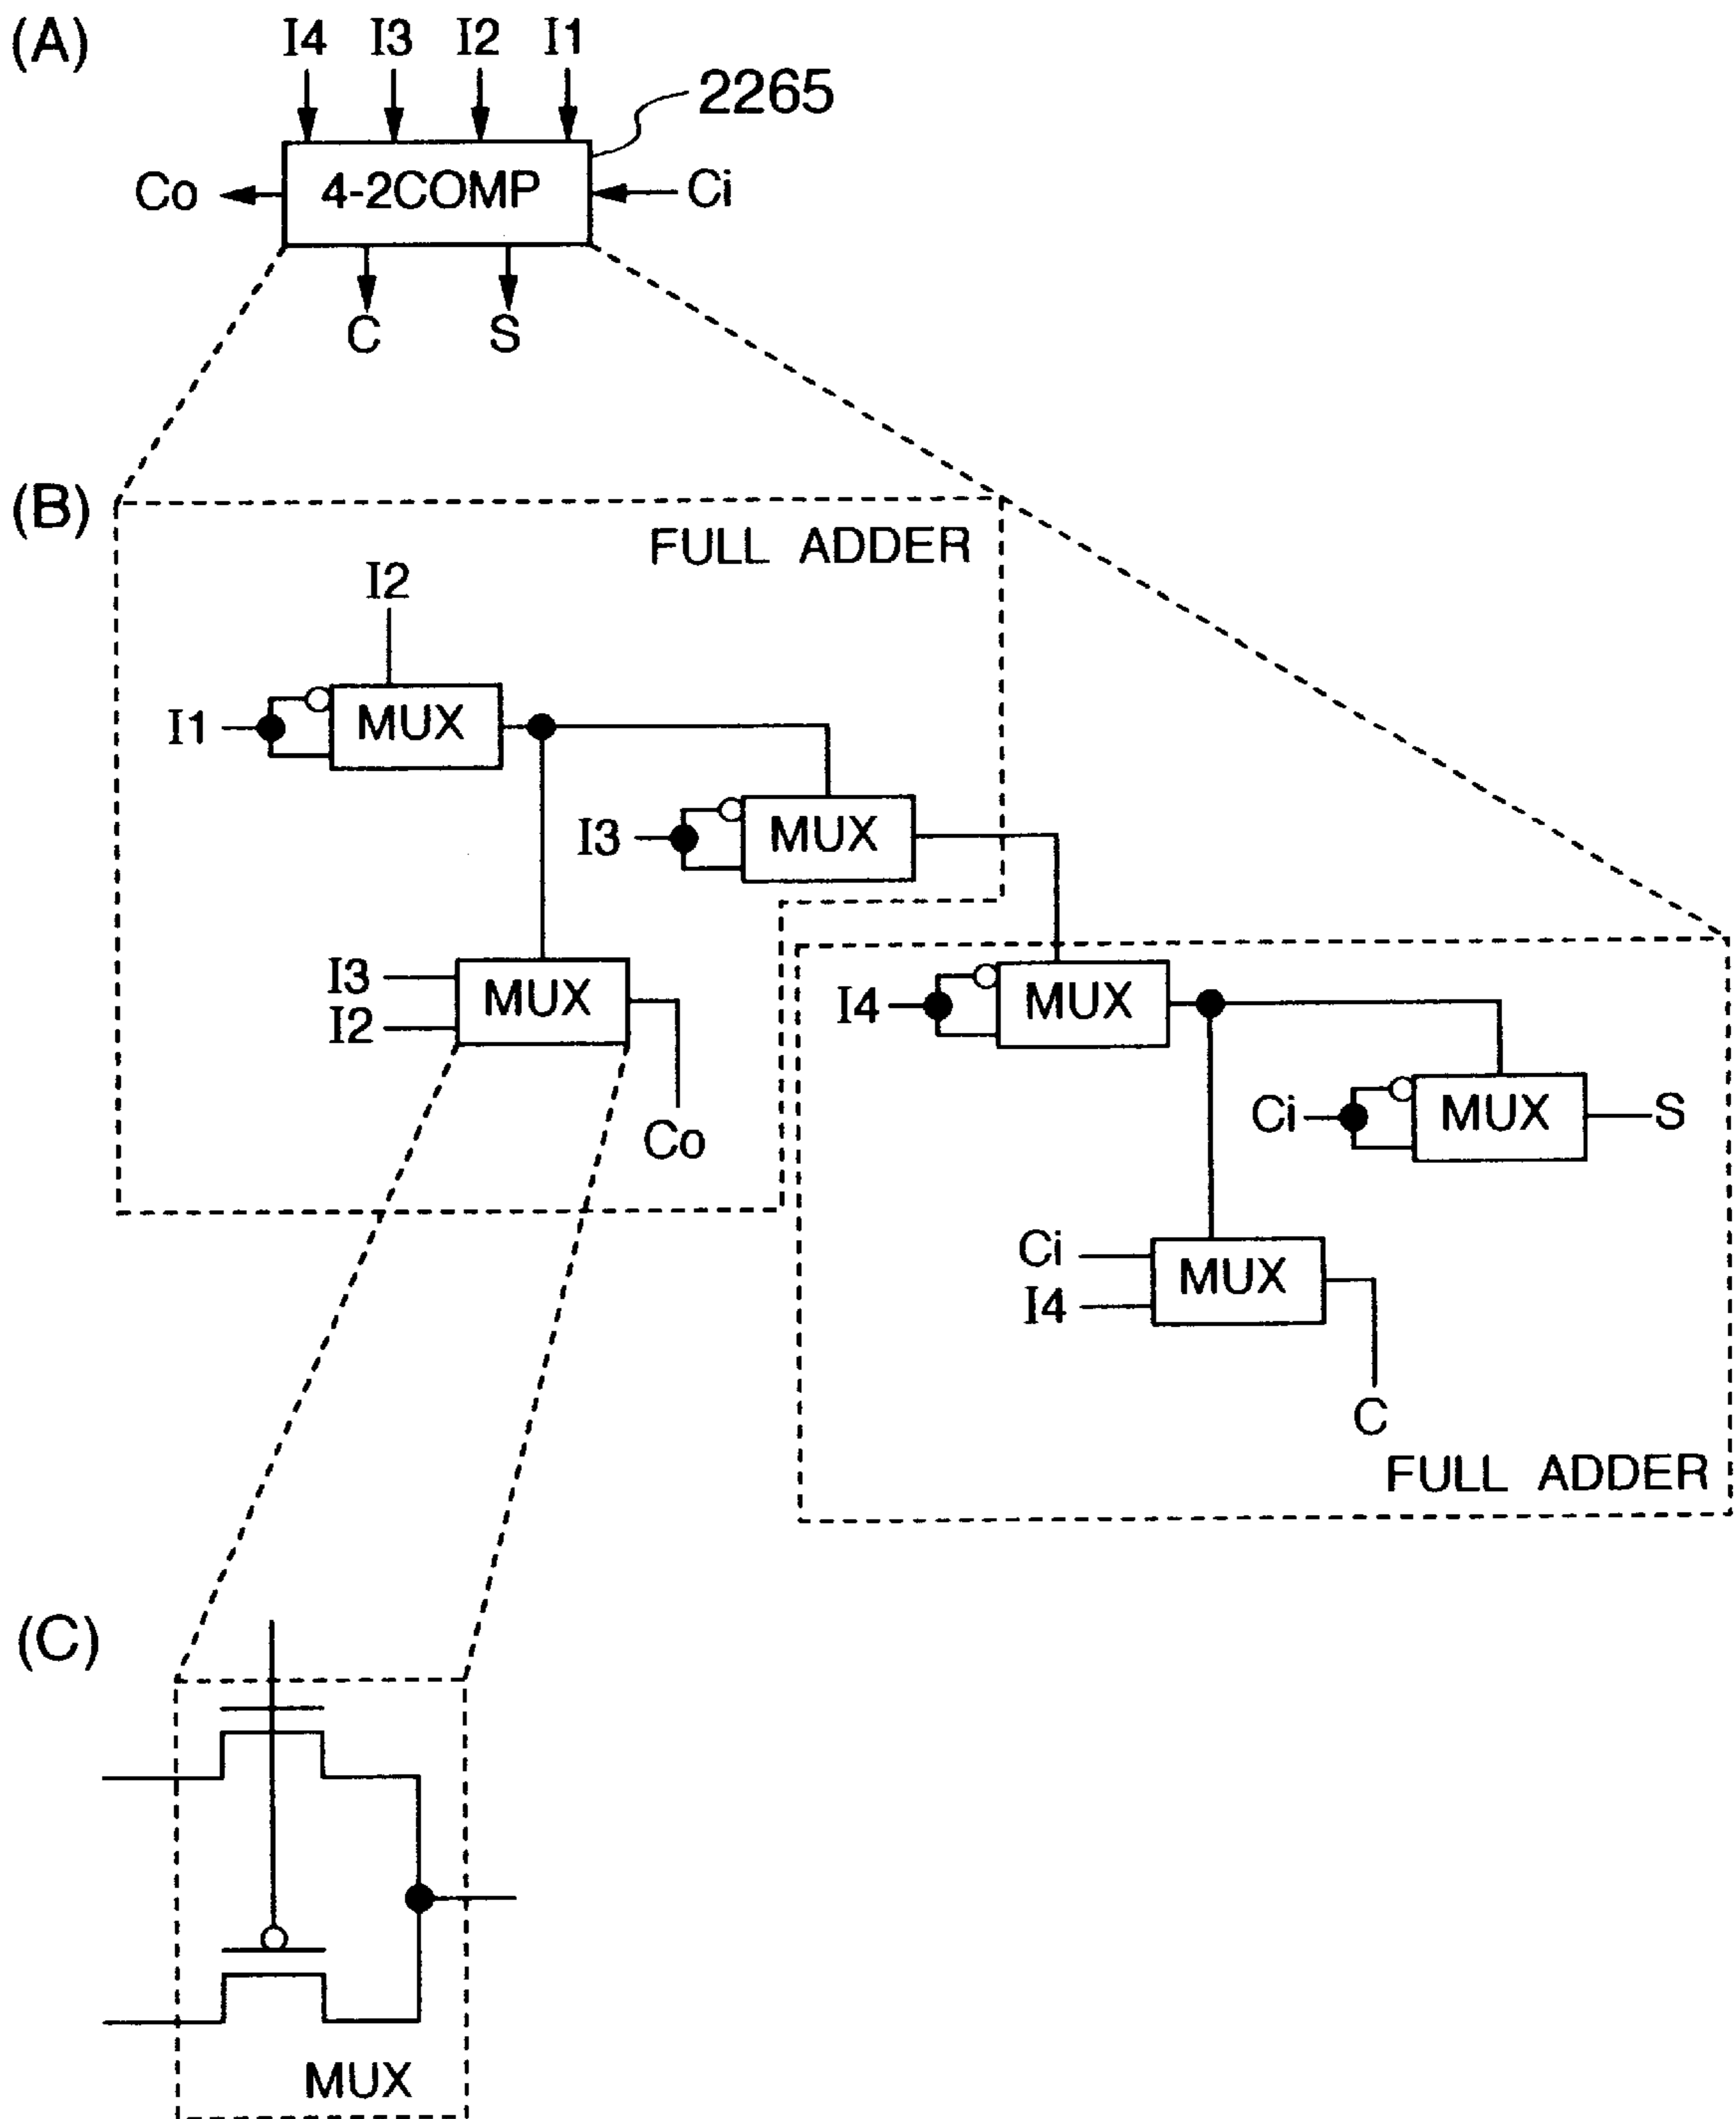 (A)
I4 I3 I2 I1
2265
Co 4-2COMP Ci
C S
(B)
FULL ADDER
I2
I1 MUX
I3 MUX
I3
I2
MUX
Co
I4 MUX
Ci MUX S
Ci
I4
MUX
C
FULL ADDER
(C)
MUX